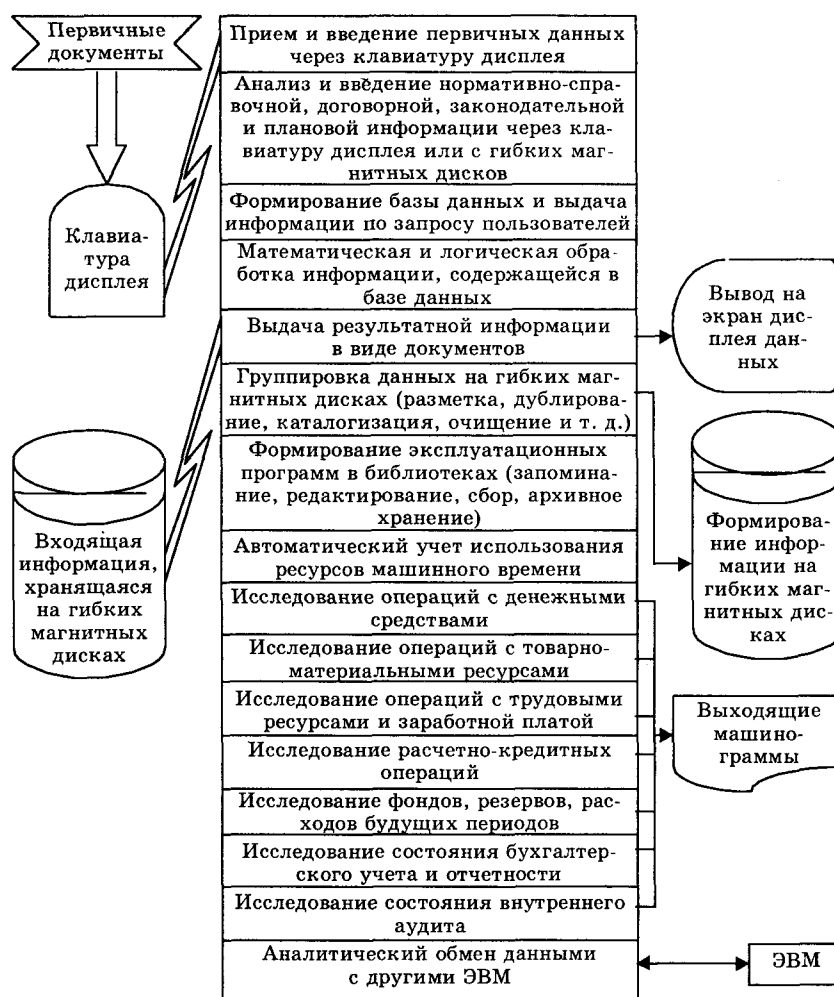 Первичные
документы
Клавиа-
тура
дисплея
Входящая
информация,
хранящаяся
на гибких
магнитных
дисках
Прием и введение первичных данных
через клавиатуру дисплея
Анализ и введение нормативно-спра-
вочной, договорной, законодательной
и плановой информации через кла-
виатуру дисплея или с гибких маг-
нитных дисков
Формирование базы данных и выдача
информации по запросу пользователей
Математическая и логическая обра-
ботка информации, содержащейся в
базе данных
Выдача результатной информации
в виде документов
Группировка данных на гибких маг-
нитных дисках (разметка, дублирова-
ние, каталогизация, очищение и т. д.)
Формирование эксплуатационных
программ в библиотеках (запомина-
ние, редактирование, сбор, архивное
хранение)
Автоматический учет использования
ресурсов машинного времени
Исследование операций с денежными
средствами
Исследование операций с товарно-
материальными ресурсами
Исследование операций с трудовыми
ресурсами и заработной платой
Исследование расчетно-кредитных
операций
Исследование фондов, резервов, рас-
ходов будущих периодов
Исследование состояния бухгалтер-
ского учета и отчетности
Исследование состояния внутреннего
аудита
Аналитический обмен данными
с другими ЭВМ
Вывод на
экран дис-
плея дан-
ных
Формирова-
ние инфор-
мации на
гибких маг-
нитных дис-
ках
Выходящие
машино-
граммы
ЭВМ